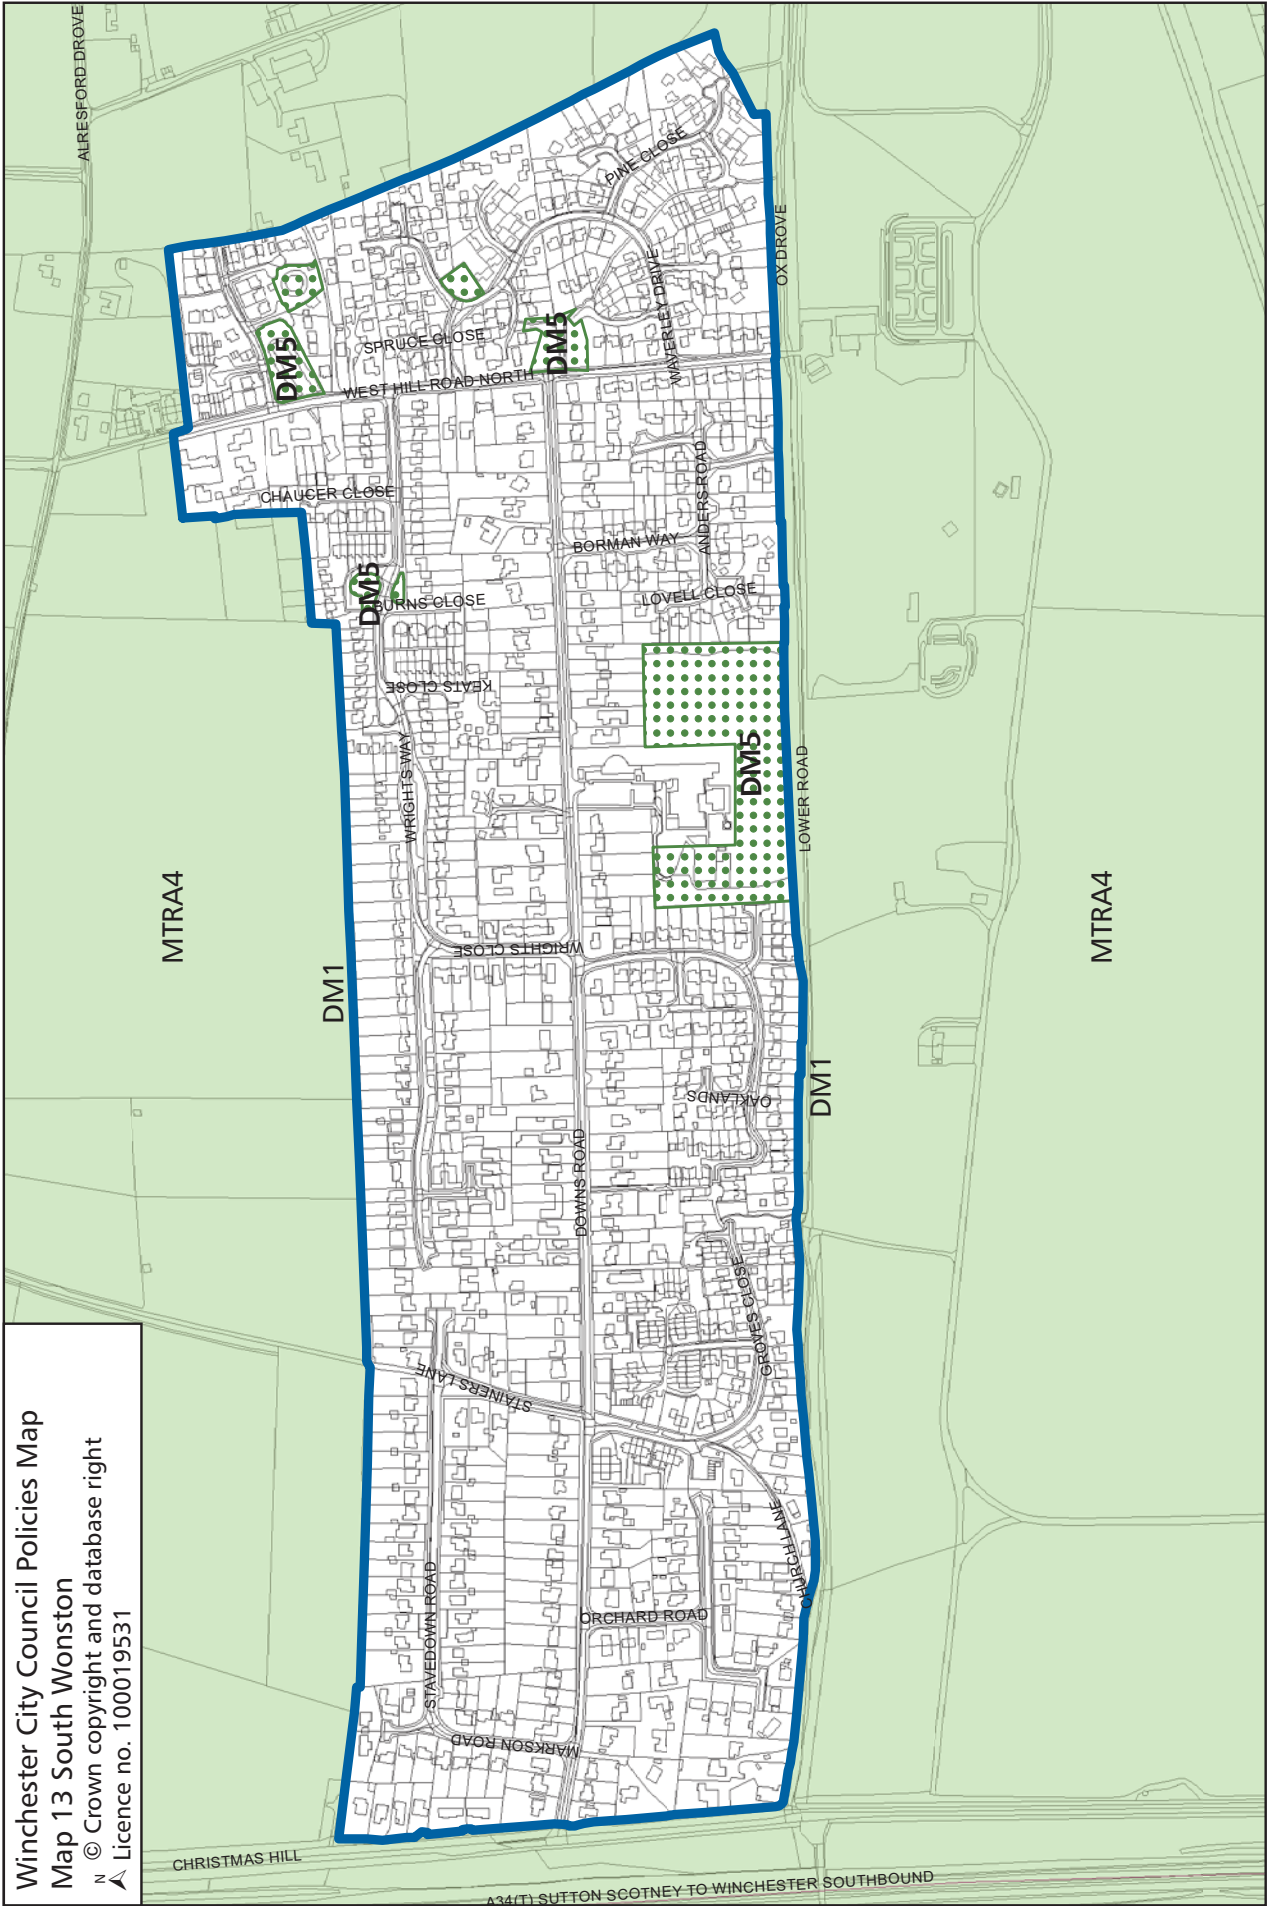 Winchester City Council Policies Map
Map 13 South Wonston
N
© Crown copyright and database right
Licence no. 100019531
ALRESFORD DROVE
PINE CLOSE
OX DROVE
WAVERLEY DRIVE
DM5
SPRUCE CLOSE
DM5
WEST HILL ROAD NORTH
CHAUCER CLOSE
ANDERS ROAD
BORMAN WAY
LOVELL CLOSE
DM5
BURNS CLOSE
KEATS CLOSE
WRIGHTS WAY
DM5
LOWER ROAD
MTRA4
MTRA4
DM1
WRIGHTS CLOSE
OAKLANDS
DM1
DOWNS ROAD
GROVES CLOSE
STAINERS LANE
CHURCH LANE
ORCHARD ROAD
STAVEDOWN ROAD
MARKSON ROAD
CHRISTMAS HILL
A34(T) SUTTON SCOTNEY TO WINCHESTER SOUTHBOUND